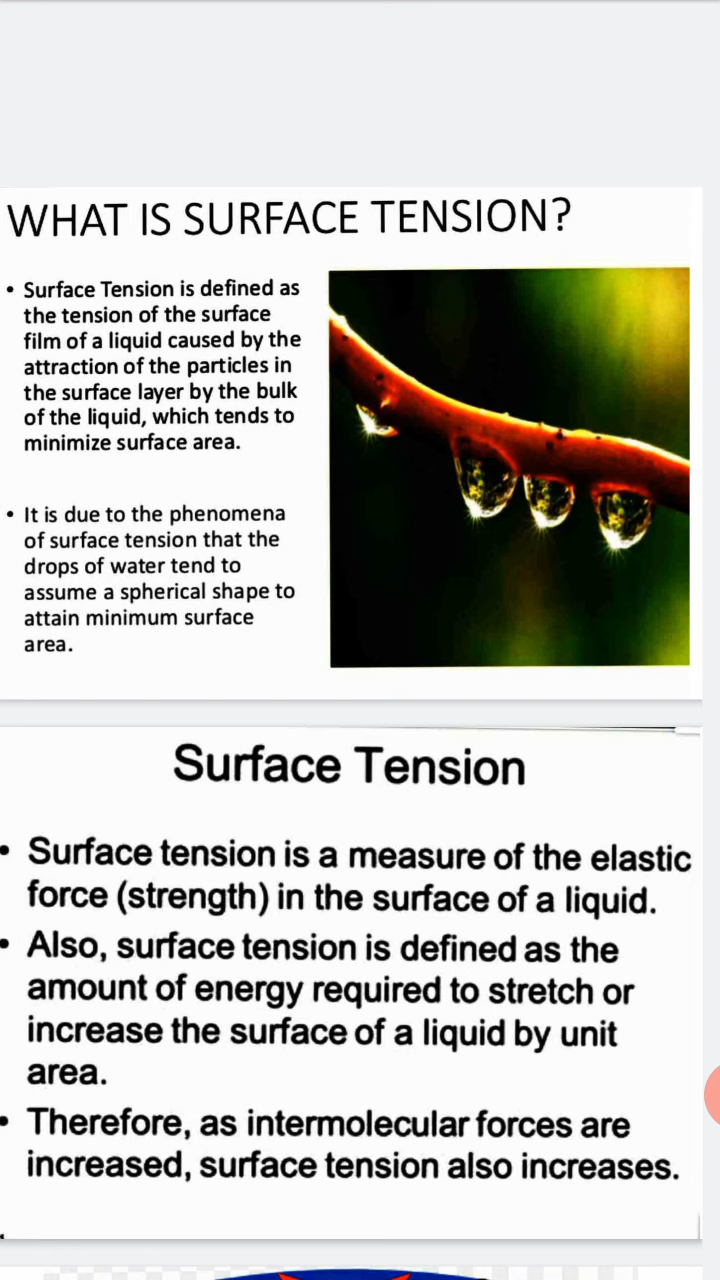 WHAT IS SURFACE TENSION?
• Surface Tension is defined as
the tension of the surface
film of a liquid caused by the
attraction of the particles in
the surface layer by the bulk
of the liquid, which tends to
minimize surface area.
• It is due to the phenomena
of surface tension that the
drops of water tend to
assume a spherical shape to
attain minimum surface
area.
Surface Tension
• Surface tension is a measure of the elastic
force (strength) in the surface of a liquid.
• Also, surface tension is defined as the
amount of energy required to stretch or
increase the surface of a liquid by unit
area.
• Therefore, as intermolecular forces are
increased, surface tension also increases.